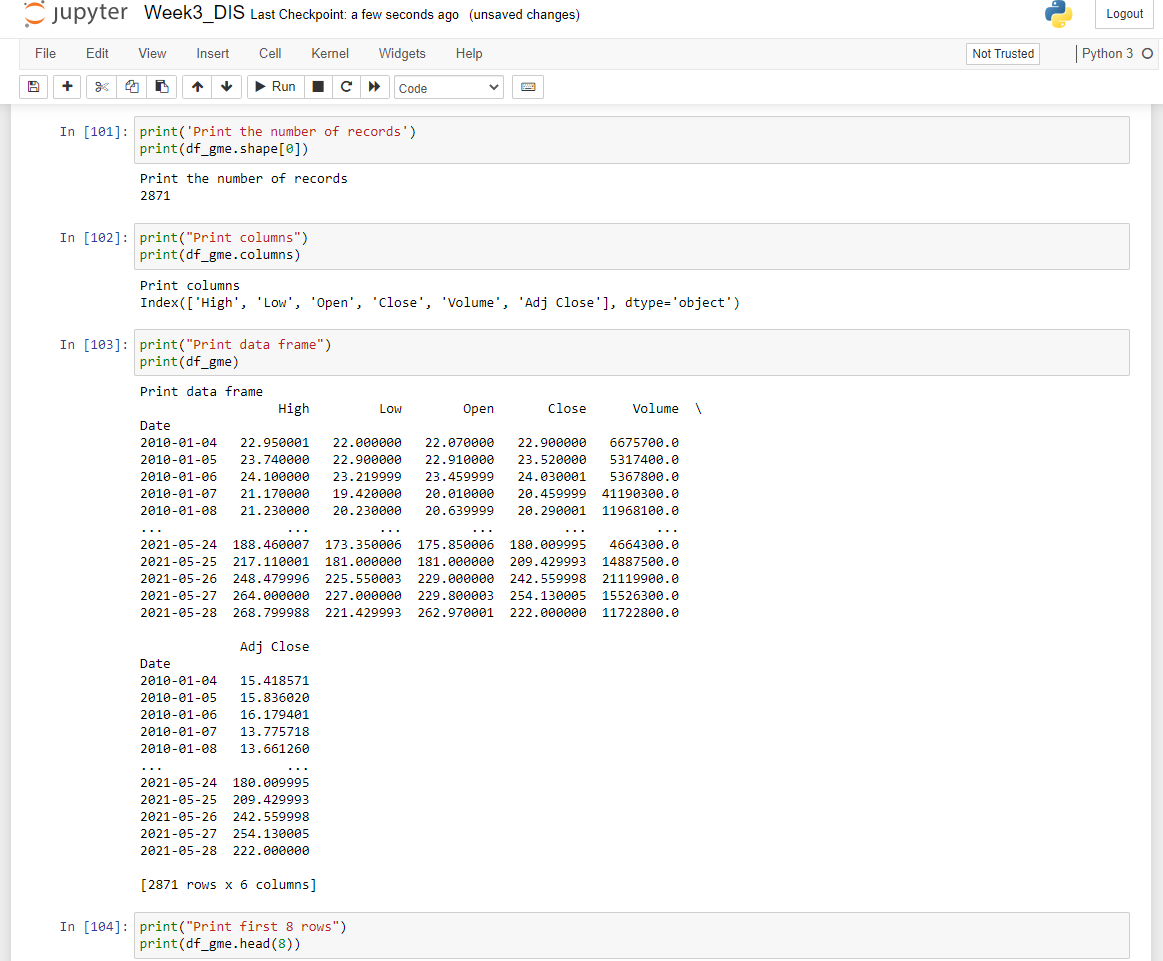 jupyter Week3_DIS Last Checkpoint: a few seconds ago (unsaved changes) Logout
File Edit View Insert Cell Kernel Widgets Help Not Trusted Python 3
Run Code
In [101]: print('Print the number of records')
print(df_gme.shape[0])
Print the number of records
2871
In [102]: print("Print columns")
print(df_gme.columns)
Print columns
Index(['High', 'Low', 'Open', 'Close', 'Volume', 'Adj Close'], dtype='object')
In [103]: print("Print data frame")
print(df_gme)
Print data frame
High Low Open Close Volume \
Date
2010-01-04 22.950001 22.000000 22.070000 22.900000 6675700.0
2010-01-05 23.740000 22.900000 22.910000 23.520000 5317400.0
2010-01-06 24.100000 23.219999 23.459999 24.030001 5367800.0
2010-01-07 21.170000 19.420000 20.010000 20.459999 41190300.0
2010-01-08 21.230000 20.230000 20.639999 20.290001 11968100.0
... ... ... ... ... ...
2021-05-24 188.460007 173.350006 175.850006 180.009995 4664300.0
2021-05-25 217.110001 181.000000 181.000000 209.429993 14887500.0
2021-05-26 248.479996 225.550003 229.000000 242.559998 21119900.0
2021-05-27 264.000000 227.000000 229.800003 254.130005 15526300.0
2021-05-28 268.799988 221.429993 262.970001 222.000000 11722800.0
Adj Close
Date
2010-01-04 15.418571
2010-01-05 15.836020
2010-01-06 16.179401
2010-01-07 13.775718
2010-01-08 13.661260
... ...
2021-05-24 180.009995
2021-05-25 209.429993
2021-05-26 242.559998
2021-05-27 254.130005
2021-05-28 222.000000
[2871 rows x 6 columns]
In [104]: print("Print first 8 rows")
print(df_gme.head(8))